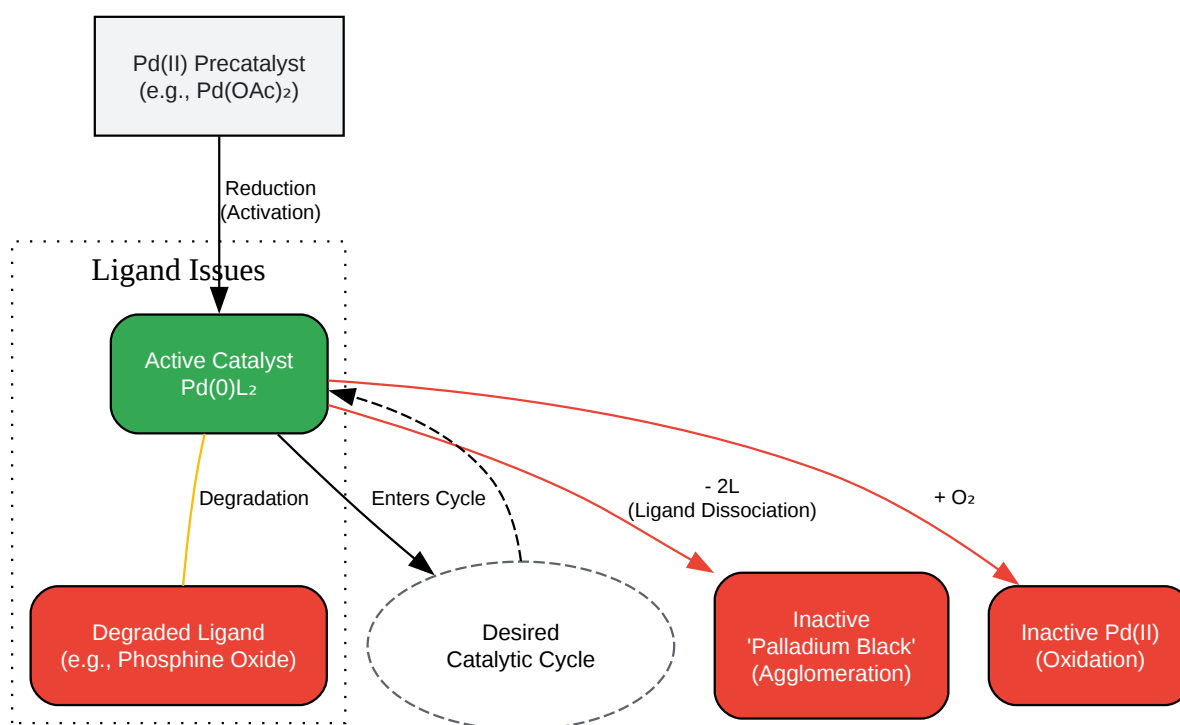 Pd(II) Precatalyst
(e.g., Pd(OAc)₂)
Reduction
(Activation)
Ligand Issues
Active Catalyst
Pd(0)L₂
Degradation
Enters Cycle
- 2L
(Ligand Dissociation)
+ O₂
Degraded Ligand
(e.g., Phosphine Oxide)
Desired
Catalytic Cycle
Inactive
'Palladium Black'
(Agglomeration)
Inactive Pd(II)
(Oxidation)